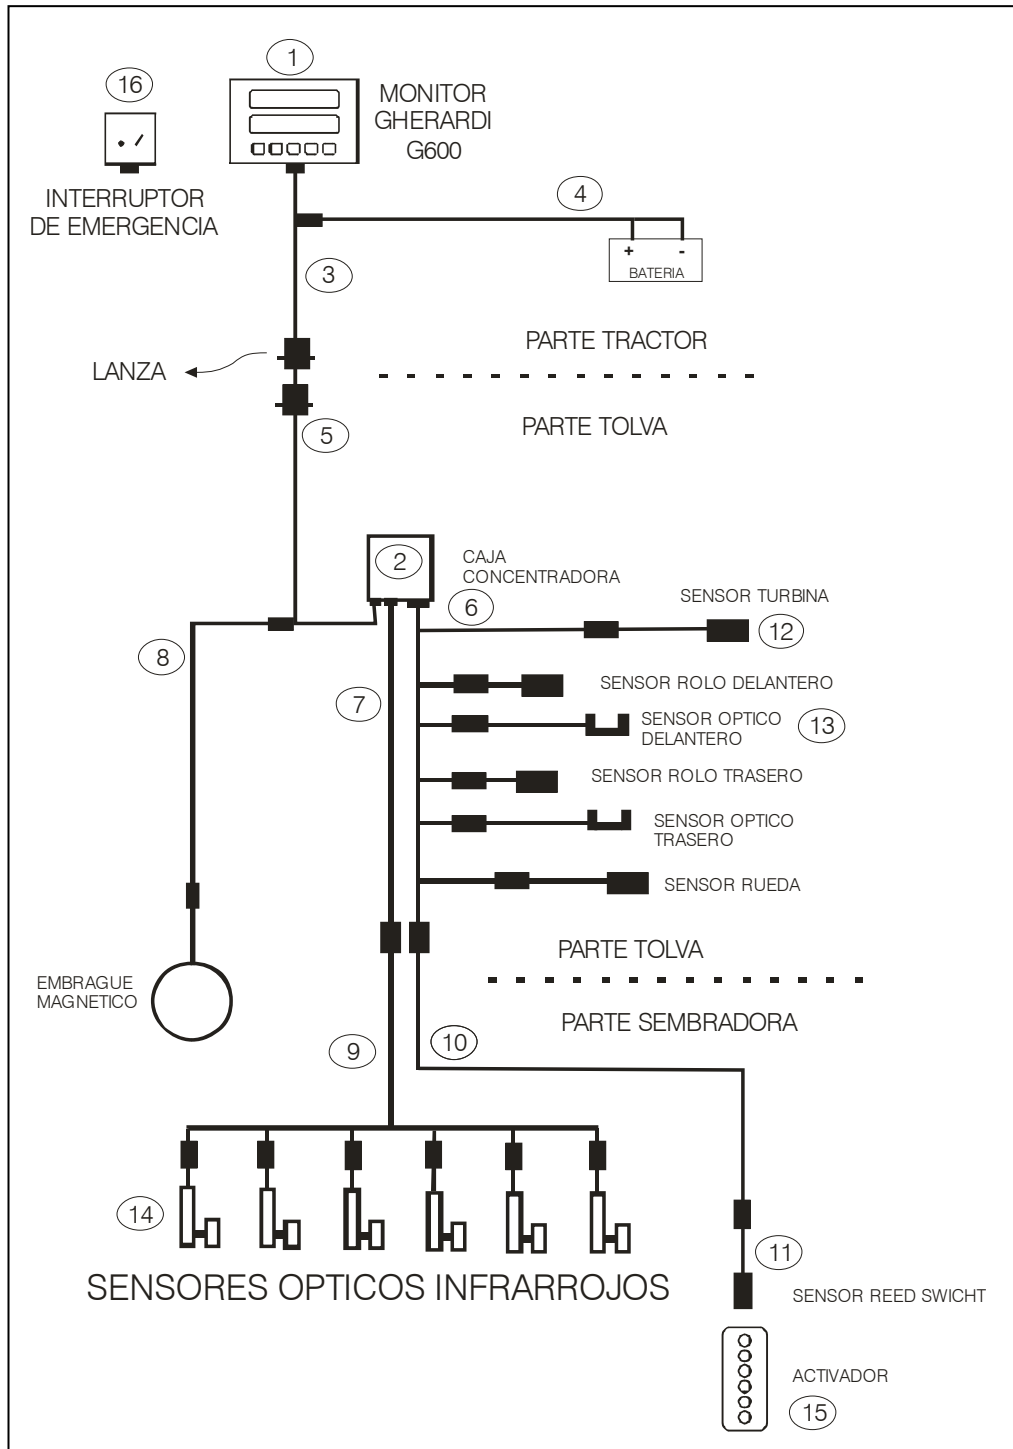 1
16
MONITOR
GHERARDI
G600
INTERRUPTOR
DE EMERGENCIA
4
+ -
BATERIA
3
PARTE TRACTOR
LANZA
PARTE TOLVA
5
2
CAJA
CONCENTRADORA
6
SENSOR TURBINA
12
8
7
SENSOR ROLO DELANTERO
SENSOR OPTICO
DELANTERO
13
SENSOR ROLO TRASERO
SENSOR OPTICO
TRASERO
SENSOR RUEDA
PARTE TOLVA
EMBRAGUE
MAGNETICO
PARTE SEMBRADORA
9
10
14
11
SENSORES OPTICOS INFRARROJOS
SENSOR REED SWICHT
ACTIVADOR
15